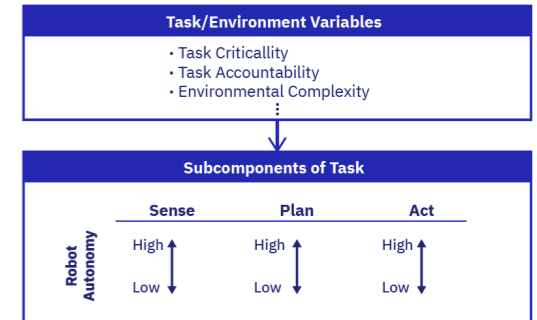 Task/Environment Variables
• Task Criticallity
• Task Accountability
• Environmental Complexity
Subcomponents of Task
Sense Plan Act
Robot
Autonomy
High High High
Low Low Low